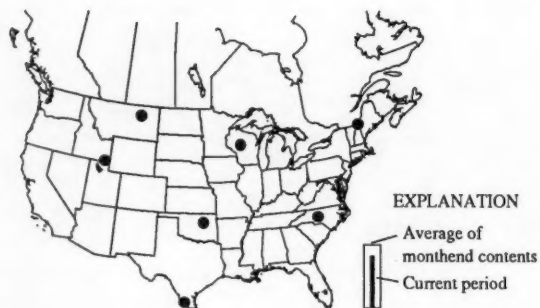 EXPLANATION
Average of
monthend contents
Current period